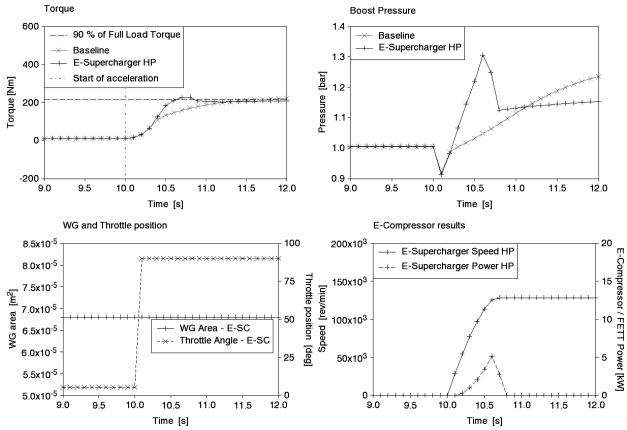 Torque
600
400
200
0
-200
Torque [Nm]
90 % of Full Load Torque
Baseline
E-Supercharger HP
Start of acceleration
9.0 9.5 10.0 10.5 11.0 11.5 12.0
Time [s]
Boost Pressure
1.4
1.3
1.2
1.1
1.0
0.9
Pressure [bar]
Baseline
E-Supercharger HP
9.0 9.5 10.0 10.5 11.0 11.5 12.0
Time [s]
WG and Throttle position
8.5x10-5
8.0x10-5
7.5x10-5
7.0x10-5
6.5x10-5
6.0x10-5
5.5x10-5
5.0x10-5
WG area [m2]
WG Area - E-SC
Throttle Angle - E-SC
100
75
50
25
0
Throttle position [deg]
9.0 9.5 10.0 10.5 11.0 11.5 12.0
Time [s]
E-Compressor results
200x10³
150x10³
100x10³
50x10³
0
Speed [rev/min]
E-Supercharger Speed HP
E-Supercharger Power HP
20
15
10
5
0
E-Compressor / FETT Power [kW]
9.0 9.5 10.0 10.5 11.0 11.5 12.0
Time [s]